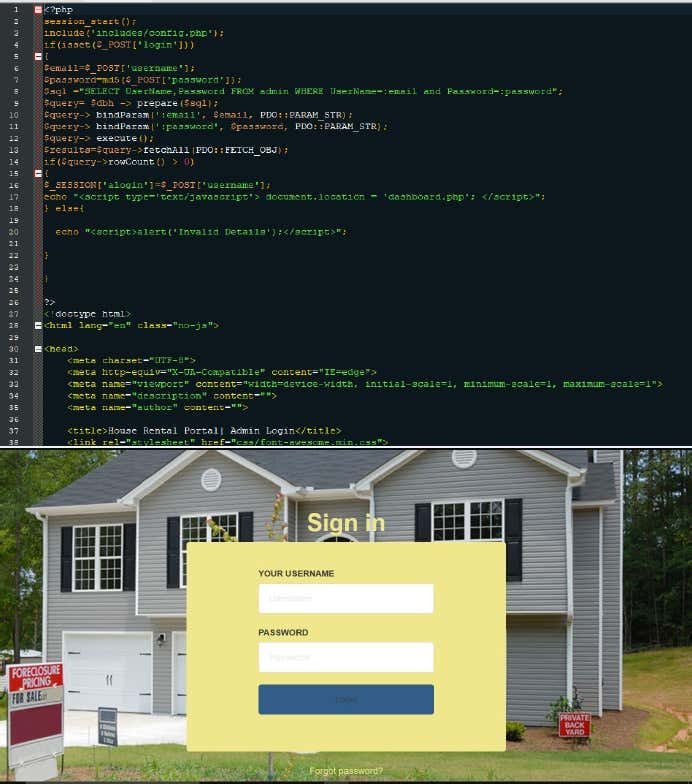 1 <?php
2 session_start();
3 include('includes/config.php');
4 if(isset($_POST['login']))
5 {
6 $email=$_POST['username'];
7 $password=md5($_POST['password']);
8 $sql ="SELECT UserName,Password FROM admin WHERE UserName=:email and Password=:password";
9 $query= $dbh -> prepare($sql);
10 $query-> bindParam(':email', $email, PDO::PARAM_STR);
11 $query-> bindParam(':password', $password, PDO::PARAM_STR);
12 $query-> execute();
13 $results=$query->fetchAll(PDO::FETCH_OBJ);
14 if($query->rowCount() > 0)
15 {
16 $_SESSION['alogin']=$_POST['username'];
17 echo "<script type='text/javascript'> document.location = 'dashboard.php'; </script>";
18 } else{
19
20 echo "<script>alert('Invalid Details');</script>";
21
22 }
23
24 }
25
26 ?>
27 <!doctype html>
28 <html lang="en" class="no-js">
29
30 <head>
31 <meta charset="UTF-8">
32 <meta http-equiv="X-UA-Compatible" content="IE=edge">
33 <meta name="viewport" content="width=device-width, initial-scale=1, minimum-scale=1, maximum-scale=1">
34 <meta name="description" content="">
35 <meta name="author" content="">
36
37 <title>House Rental Portal| Admin Login</title>
38 <link rel="stylesheet" href="css/font-awesome.min.css">
Sign in
YOUR USERNAME
Username
PASSWORD
Password
LOGIN
FORECLOSURE
PRICING
FOR SALE
PRIVATE
BACK
YARD
Forgot password?